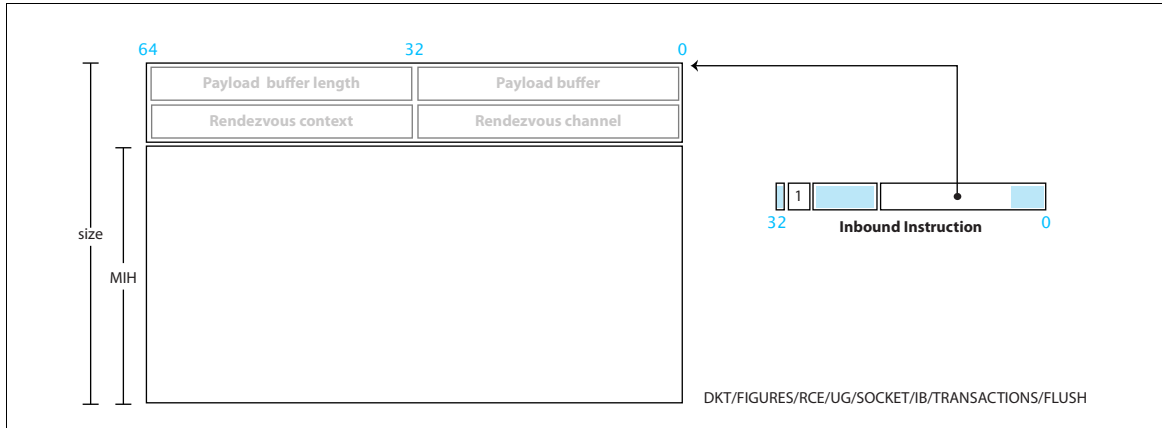 64 32 0
Payload buffer length Payload buffer
Rendezvous context Rendezvous channel
1
32 Inbound Instruction 0
size
MIH
DKT/FIGURES/RCE/UG/SOCKET/IB/TRANSACTIONS/FLUSH